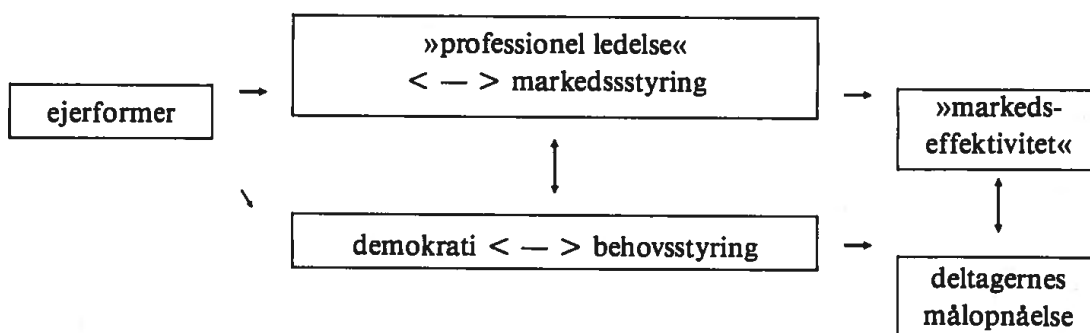 »professionel ledelse«
< — > markedssstyring
ejerformer
»markeds-
effektivitet«
demokrati < — > behovsstyring
deltagernes
målopnåelse